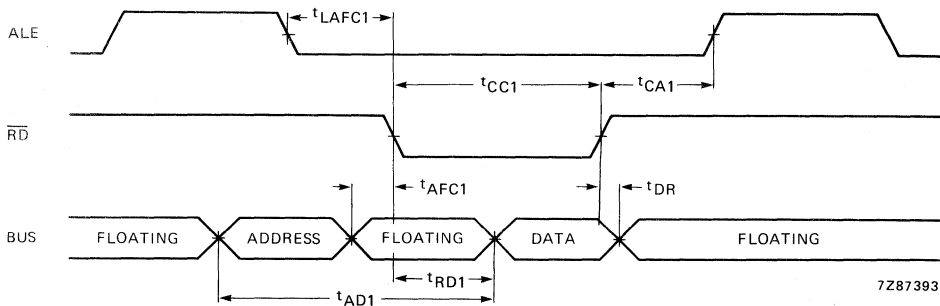 ALE
tLAFC1
tCC1
tCA1
RD
tAFC1
tDR
BUS
FLOATING
ADDRESS
FLOATING
DATA
FLOATING
tRD1
tAD1
7Z87393